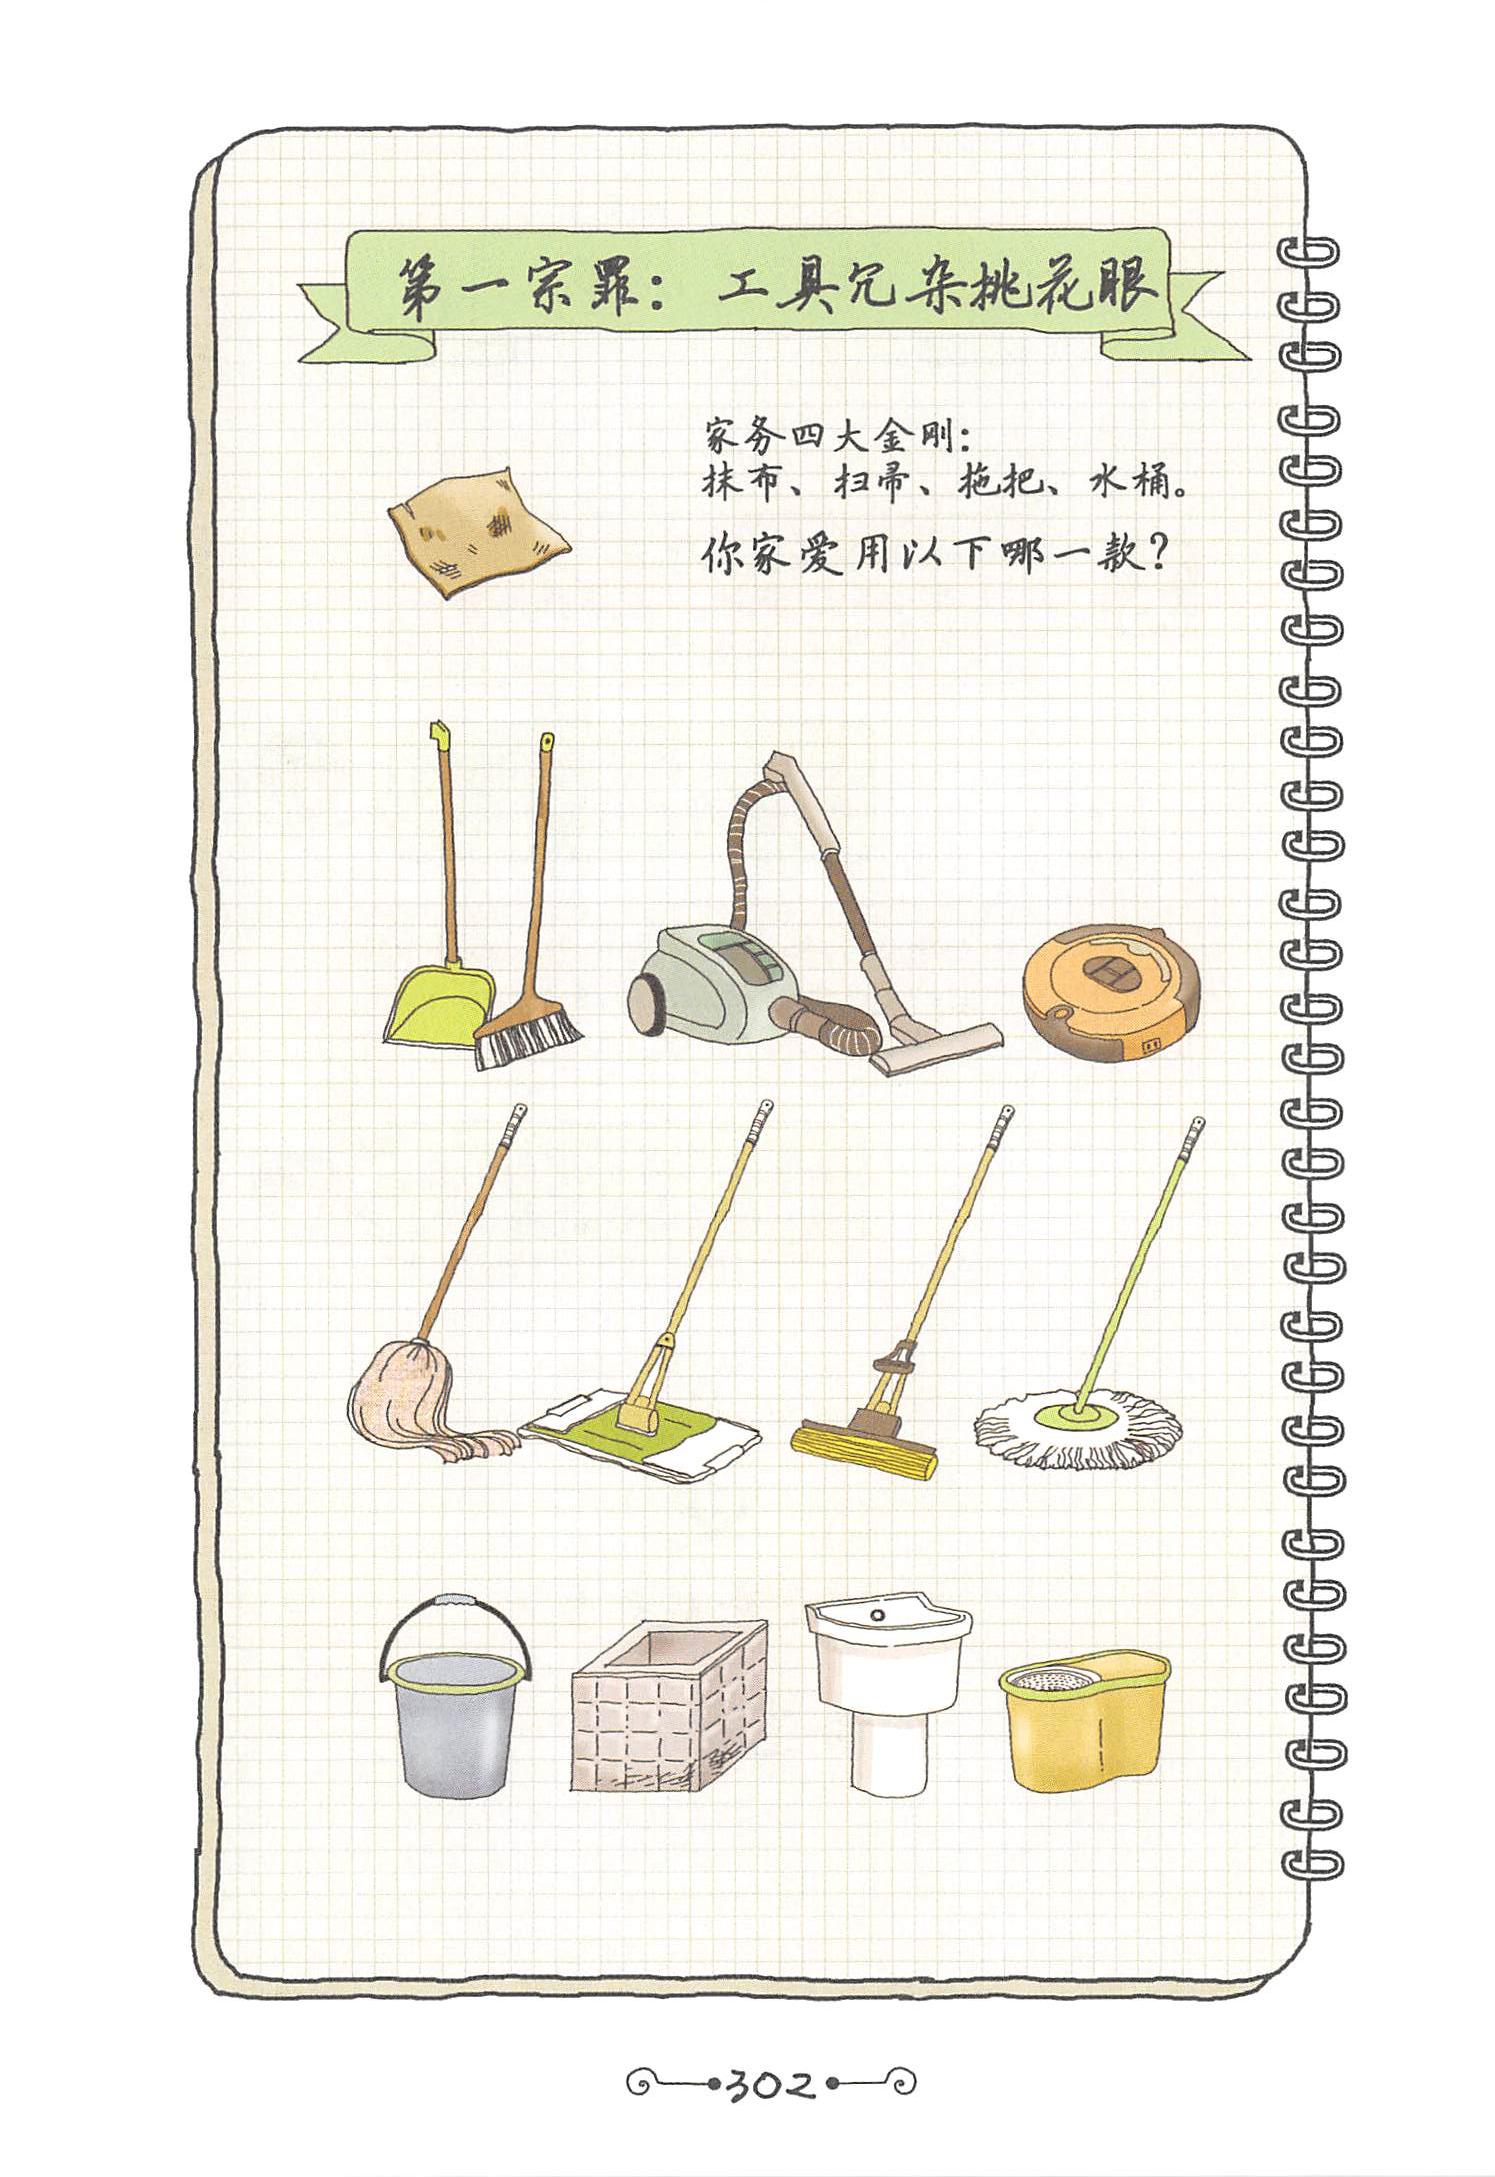 第一宗罪：工具冗杂桃花眼
家务四大金刚：
抹布、扫帚、拖把、水桶。
你家爱用以下哪一款？
302